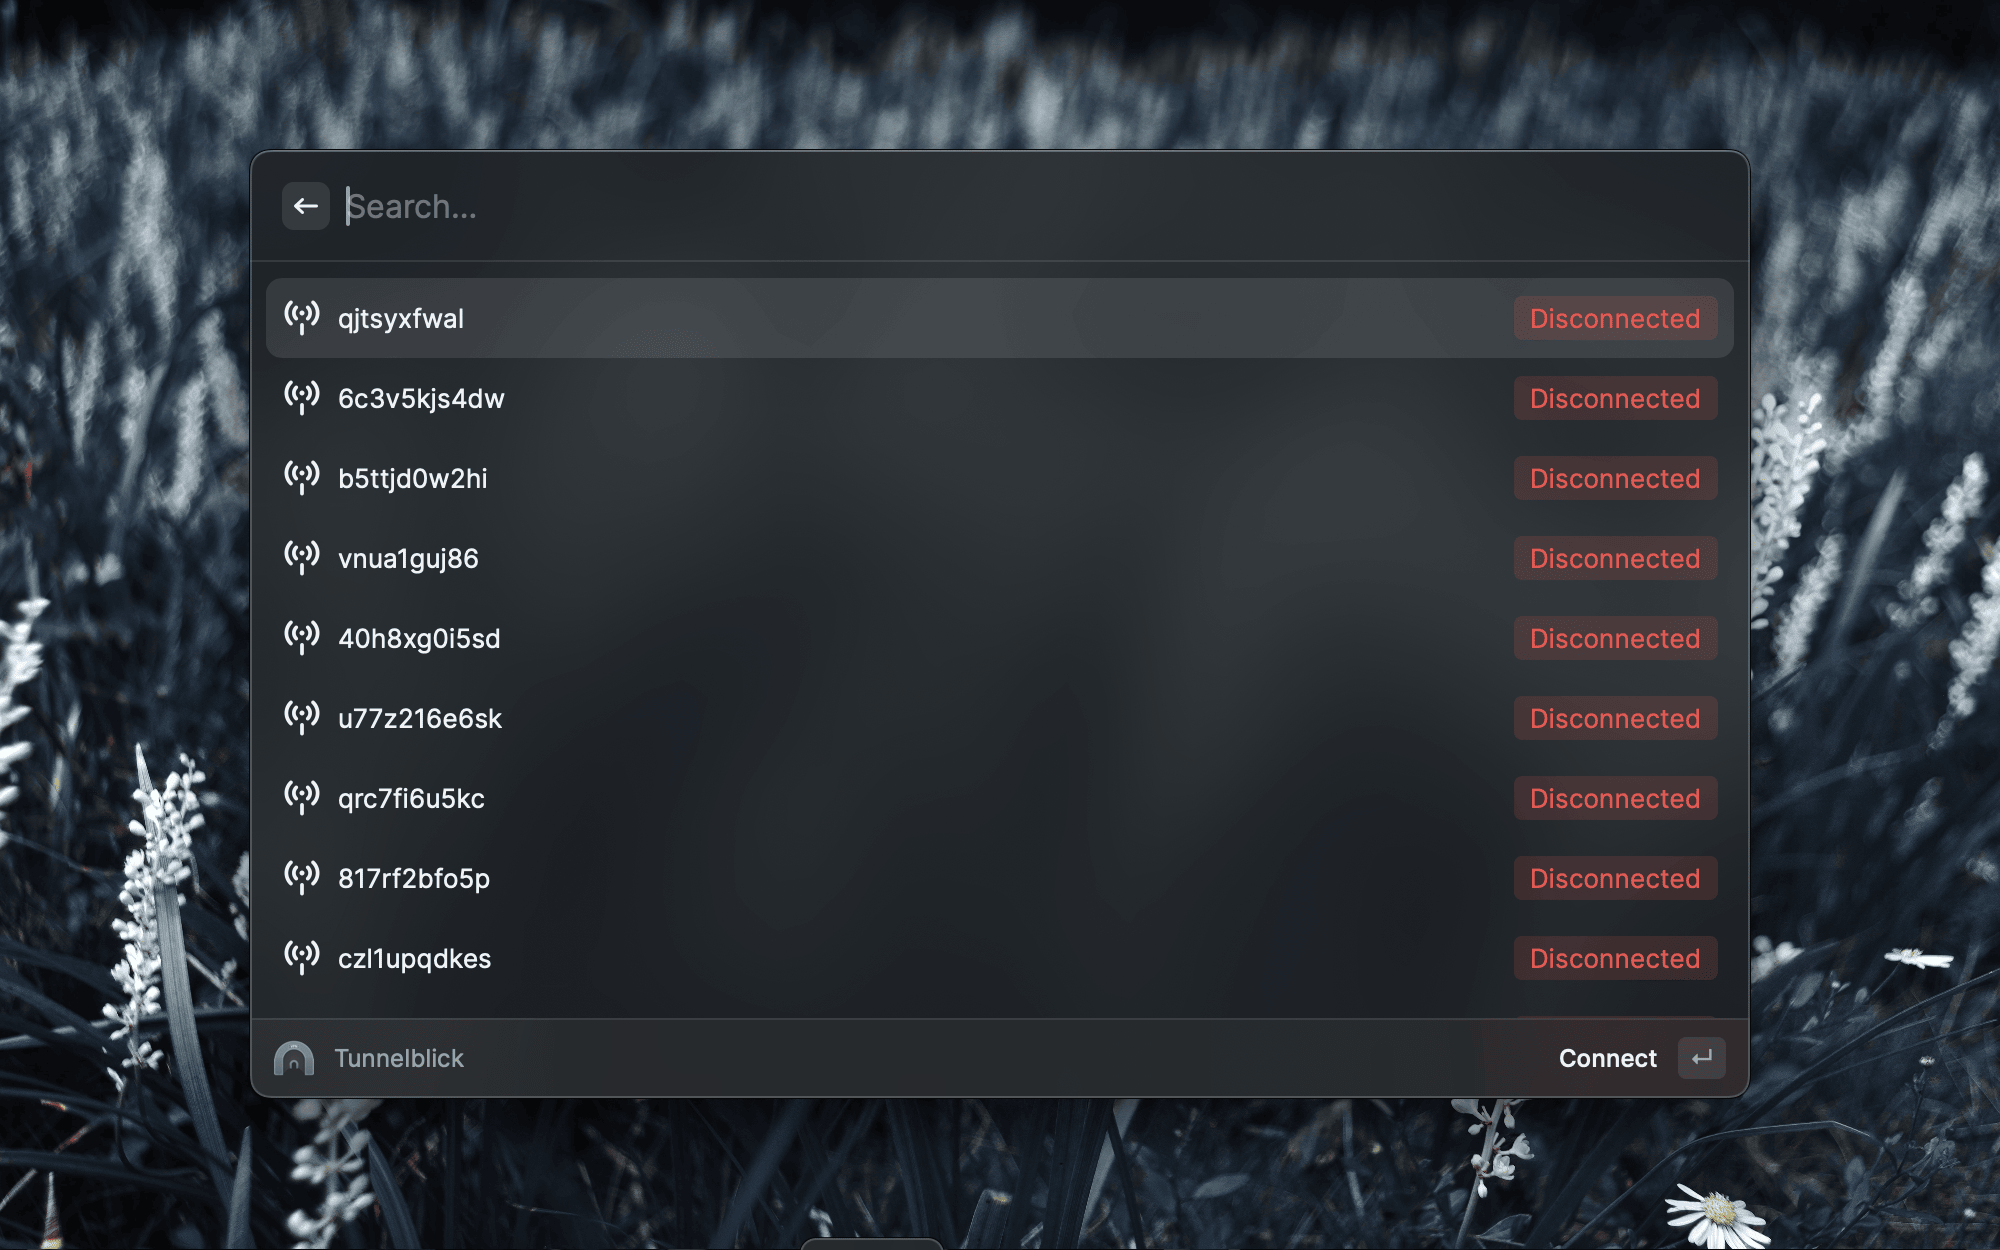 Search...
qjtsyxfwal Disconnected
6c3v5kjs4dw Disconnected
b5ttjd0w2hi Disconnected
vnua1guj86 Disconnected
40h8xg0i5sd Disconnected
u77z216e6sk Disconnected
qrc7fi6u5kc Disconnected
817rf2bfo5p Disconnected
czl1upqdkes Disconnected
Tunnelblick Connect